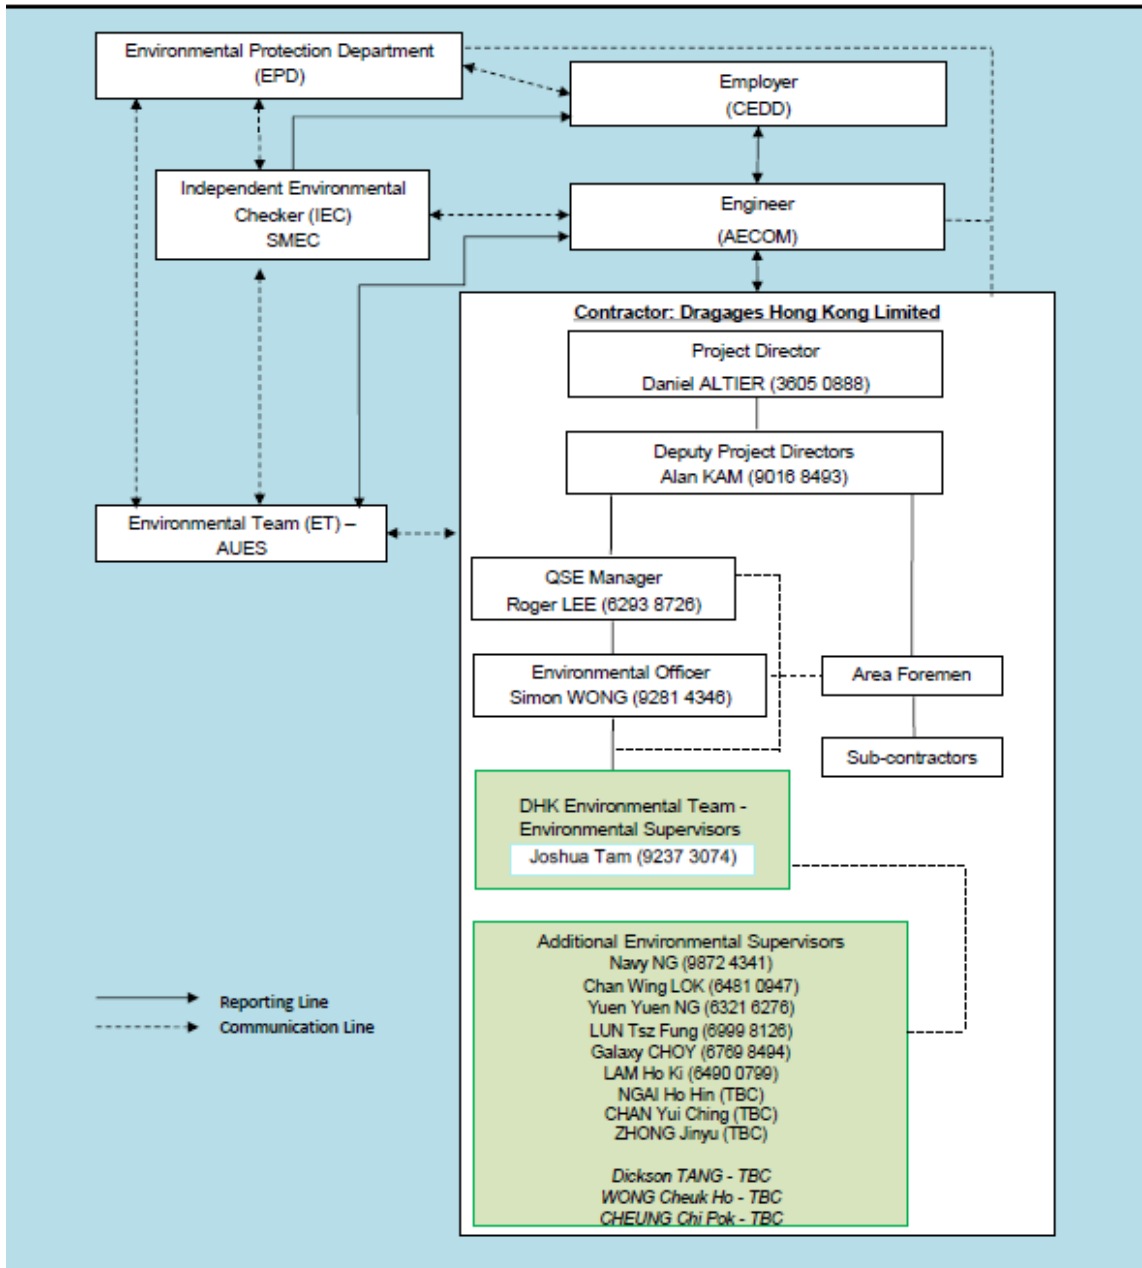 Environmental Protection Department
(EPD)
Employer
(CEDD)
Independent Environmental
Checker (IEC)
SMEC
Engineer
(AECOM)
Contractor: Dragages Hong Kong Limited
Project Director
Daniel ALTIER (3605 0888)
Deputy Project Directors
Alan KAM (9016 8493)
Environmental Team (ET) –
AUES
QSE Manager
Roger LEE (6293 8726)
Environmental Officer
Simon WONG (9281 4346)
Area Foremen
Sub-contractors
DHK Environmental Team -
Environmental Supervisors
Joshua Tam (9237 3074)
Additional Environmental Supervisors
Navy NG (9872 4341)
Chan Wing LOK (6481 0947)
Yuen Yuen NG (6321 6276)
LUN Tsz Fung (6999 8126)
Galaxy CHOY (6769 8494)
LAM Ho Ki (6490 0799)
NGAI Ho Hin (TBC)
CHAN Yui Ching (TBC)
ZHONG Jinyu (TBC)
Dickson TANG - TBC
WONG Cheuk Ho - TBC
CHEUNG Chi Pok - TBC
Reporting Line
Communication Line